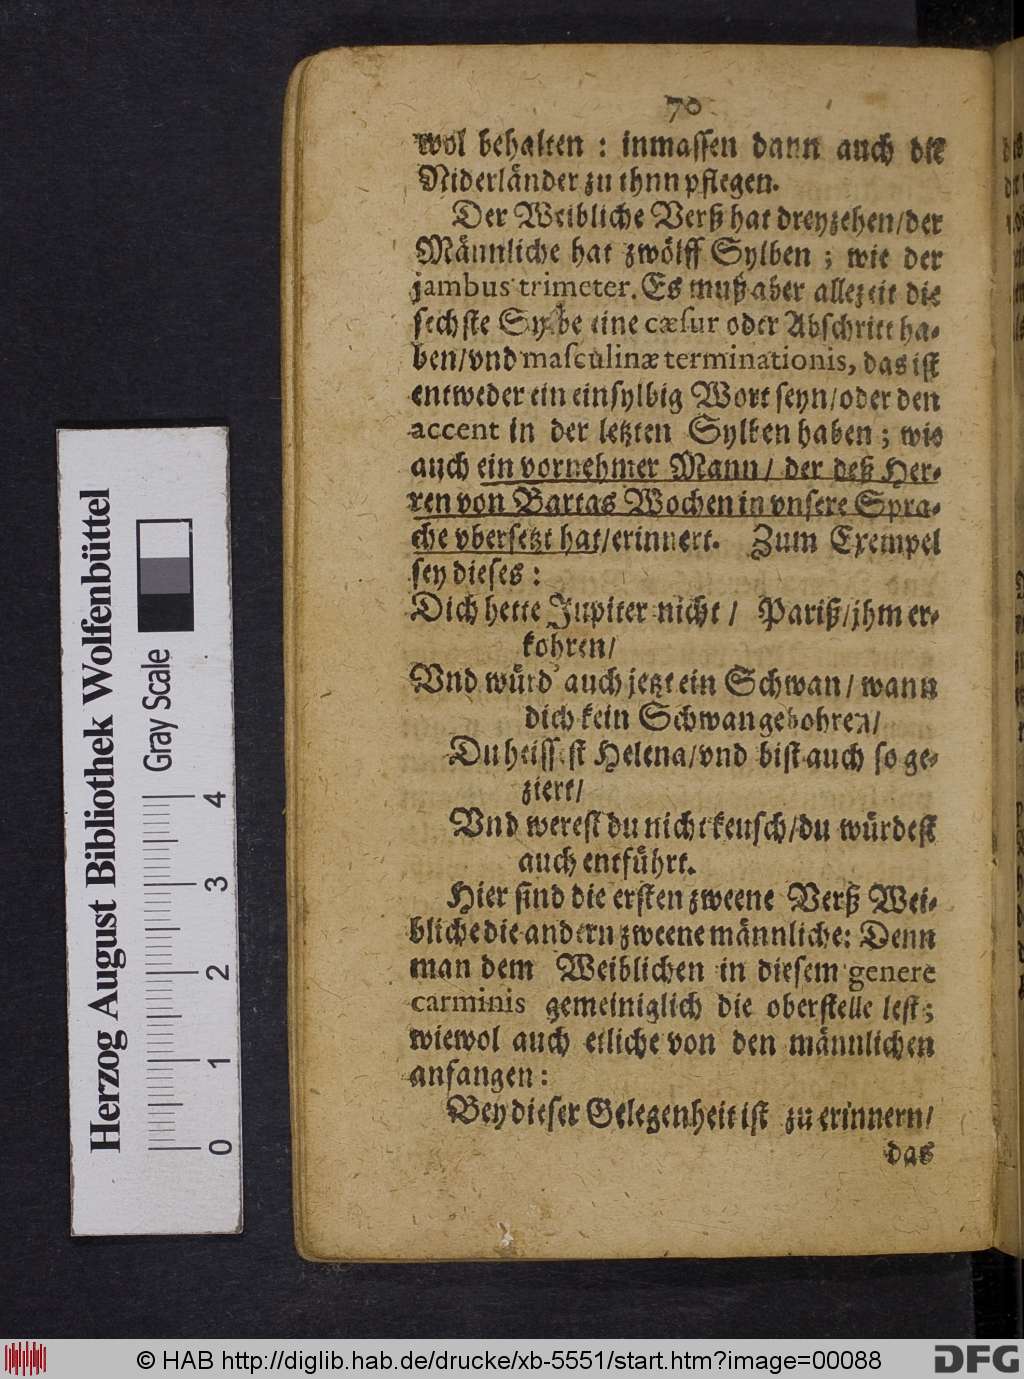 70
wol behalten : inmassen dann auch die
Niderländer zu thnn pflegen.
Der Weibliche Verß hat dreyzehen/der
Männliche hat zwölff Sylben ; wie der
jambus trimeter. Es muß aber allezeit die
sechste Sylbe eine cæsur oder Abschritt ha-
ben/vnd masculinæ terminationis, das ist
entweder ein einsylbig Wort seyn/oder den
accent in der letzten Sylben haben ; wie
auch ein vornehmer Mann/ der deß Her-
ren von Bartas Wochen in vnsere Spra-
che vbersetzt hat/erinnert. Zum Exempel
sey dieses :
Dich hette Jupiter nicht / Pariß/jhm er-
kohren/
Vnd würd' auch jetzt ein Schwan/ wann
dich kein Schwan gebohren/
Du heissest Helena/vnd bist auch so ge-
ziert/
Vnd werest du nicht keusch/du würdest
auch entführt.
Hier sind die ersten zweene Verß Wei-
bliche die andern zweene männliche: Denn
man dem Weiblichen in diesem genere
carminis gemeiniglich die oberstelle lest;
wiewol auch etliche von den männlichen
anfangen :
Bey dieser Gelegenheit ist zu erinnern/
das
Herzog August Bibliothek Wolfenbüttel
Gray Scale
0 1 2 3 4
© HAB http://diglib.hab.de/drucke/xb-5551/start.htm?image=00088
DFG